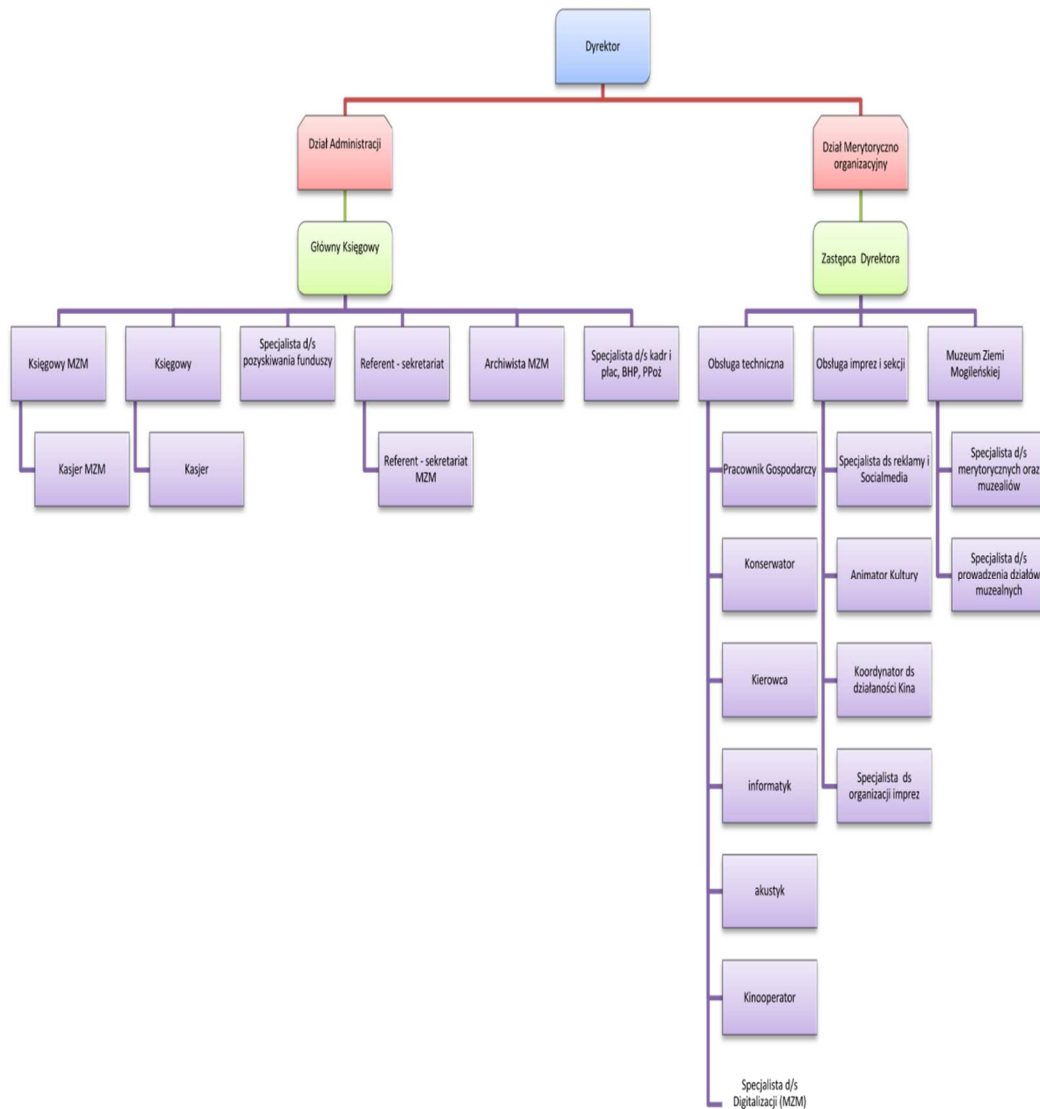 Dyrektor
Dział Administracji
Dział Merytoryczno
organizacyjny
Główny Księgowy
Zastępca Dyrektora
Księgowy MZM
Księgowy
Specjalista d/s
pozyskiwania funduszy
Referent - sekretariat
Archiwista MZM
Specjalista d/s kadr i
płac, BHP, PPoż
Obsługa techniczna
Obsługa imprez i sekcji
Muzeum Ziemi
Mogileńskiej
Kasjer MZM
Kasjer
Referent - sekretariat
MZM
Pracownik Gospodarczy
Konserwator
Kierowca
informatyk
akustyk
Kinooperator
Specjalista d/s
Digitalizacji (MZM)
Specjalista ds reklamy i
Socialmedia
Animator Kultury
Koordynator ds
działaności Kina
Specjalista ds
organizacji imprez
Specjalista d/s
merytorycznych oraz
muzealiów
Specjalista d/s
prowadzenia działów
muzealnych